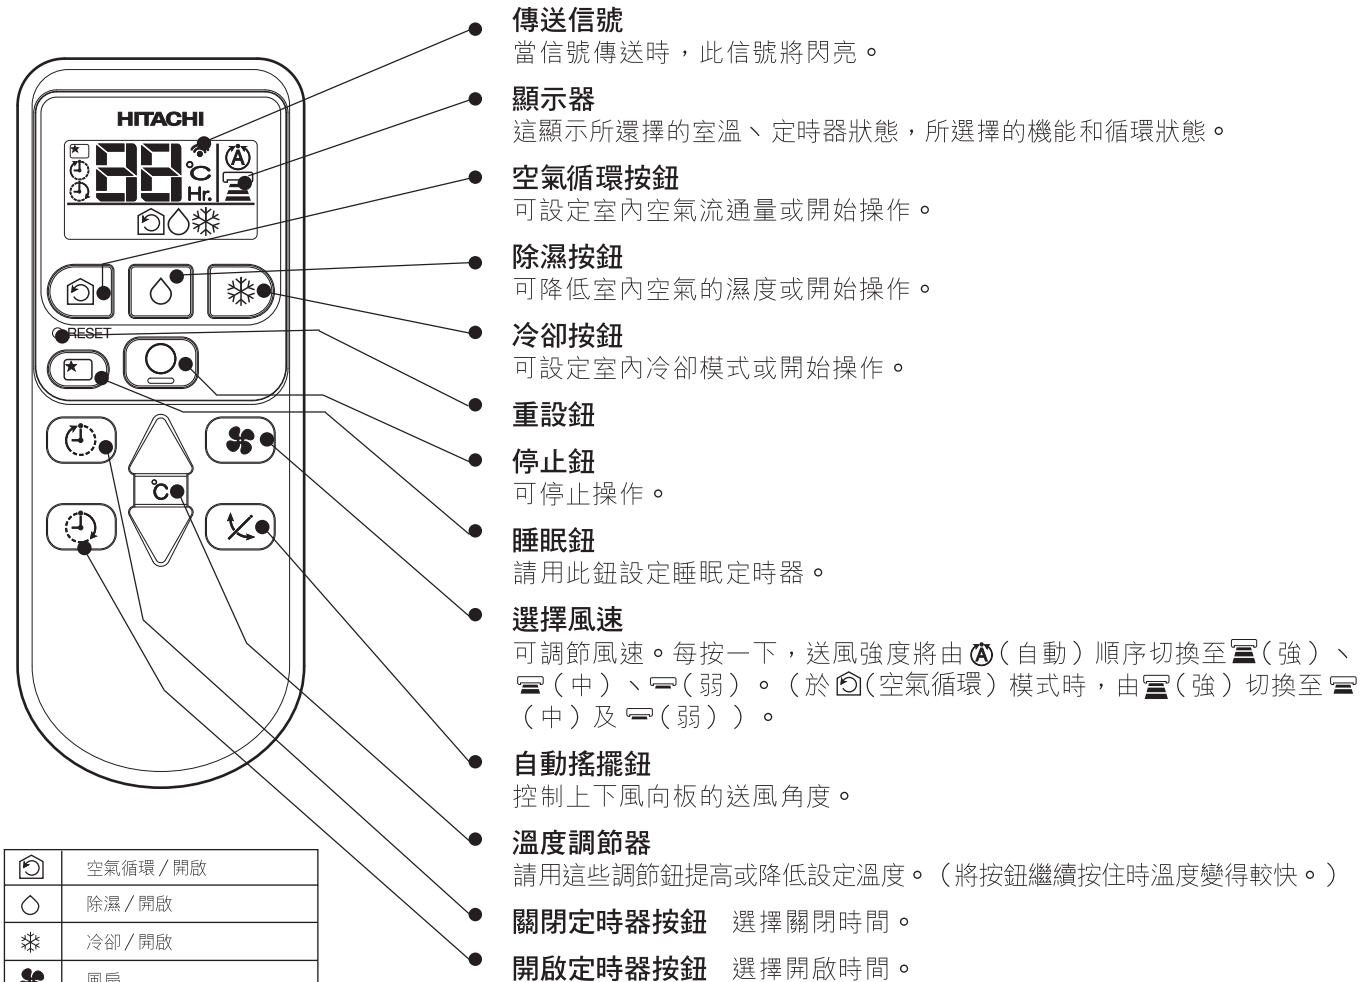 HITACHI
℃
Hr.
RESET
℃
傳送信號
當信號傳送時，此信號將閃亮。
顯示器
這顯示所還擇的室溫、定時器狀態，所選擇的機能和循環狀態。
空氣循環按鈕
可設定室內空氣流通量或開始操作。
除濕按鈕
可降低室內空氣的濕度或開始操作。
冷卻按鈕
可設定室內冷卻模式或開始操作。
重設鈕
停止鈕
可停止操作。
睡眠鈕
請用此鈕設定睡眠定時器。
選擇風速
可調節風速。每按一下，送風強度將由（自動）順序切換至（強）、
（中）、（弱）。（於（空氣循環）模式時，由（強）切換至
（中）及（弱））。
自動搖擺鈕
控制上下風向板的送風角度。
溫度調節器
請用這些調節鈕提高或降低設定溫度。（將按鈕繼續按住時溫度變得較快。）
關閉定時器按鈕 選擇關閉時間。
開啟定時器按鈕 選擇開啟時間。
空氣循環/開啟
除濕/開啟
冷卻/開啟
風扇